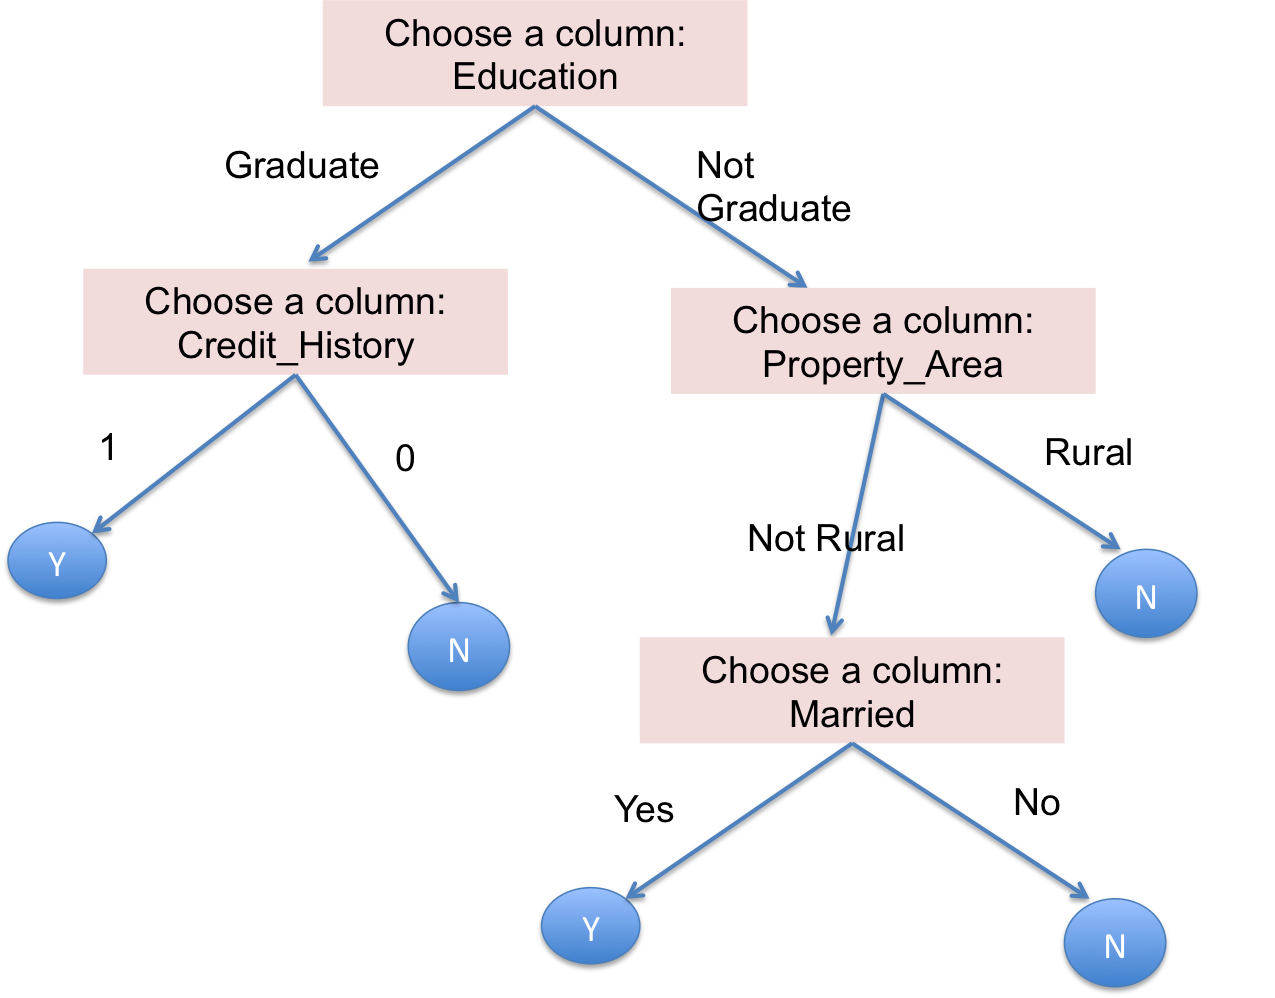 Choose a column:
Education
Graduate
Not
Graduate
Choose a column:
Credit_History
Choose a column:
Property_Area
1
0
Rural
Not Rural
Y
N
N
Choose a column:
Married
Yes
No
Y
N